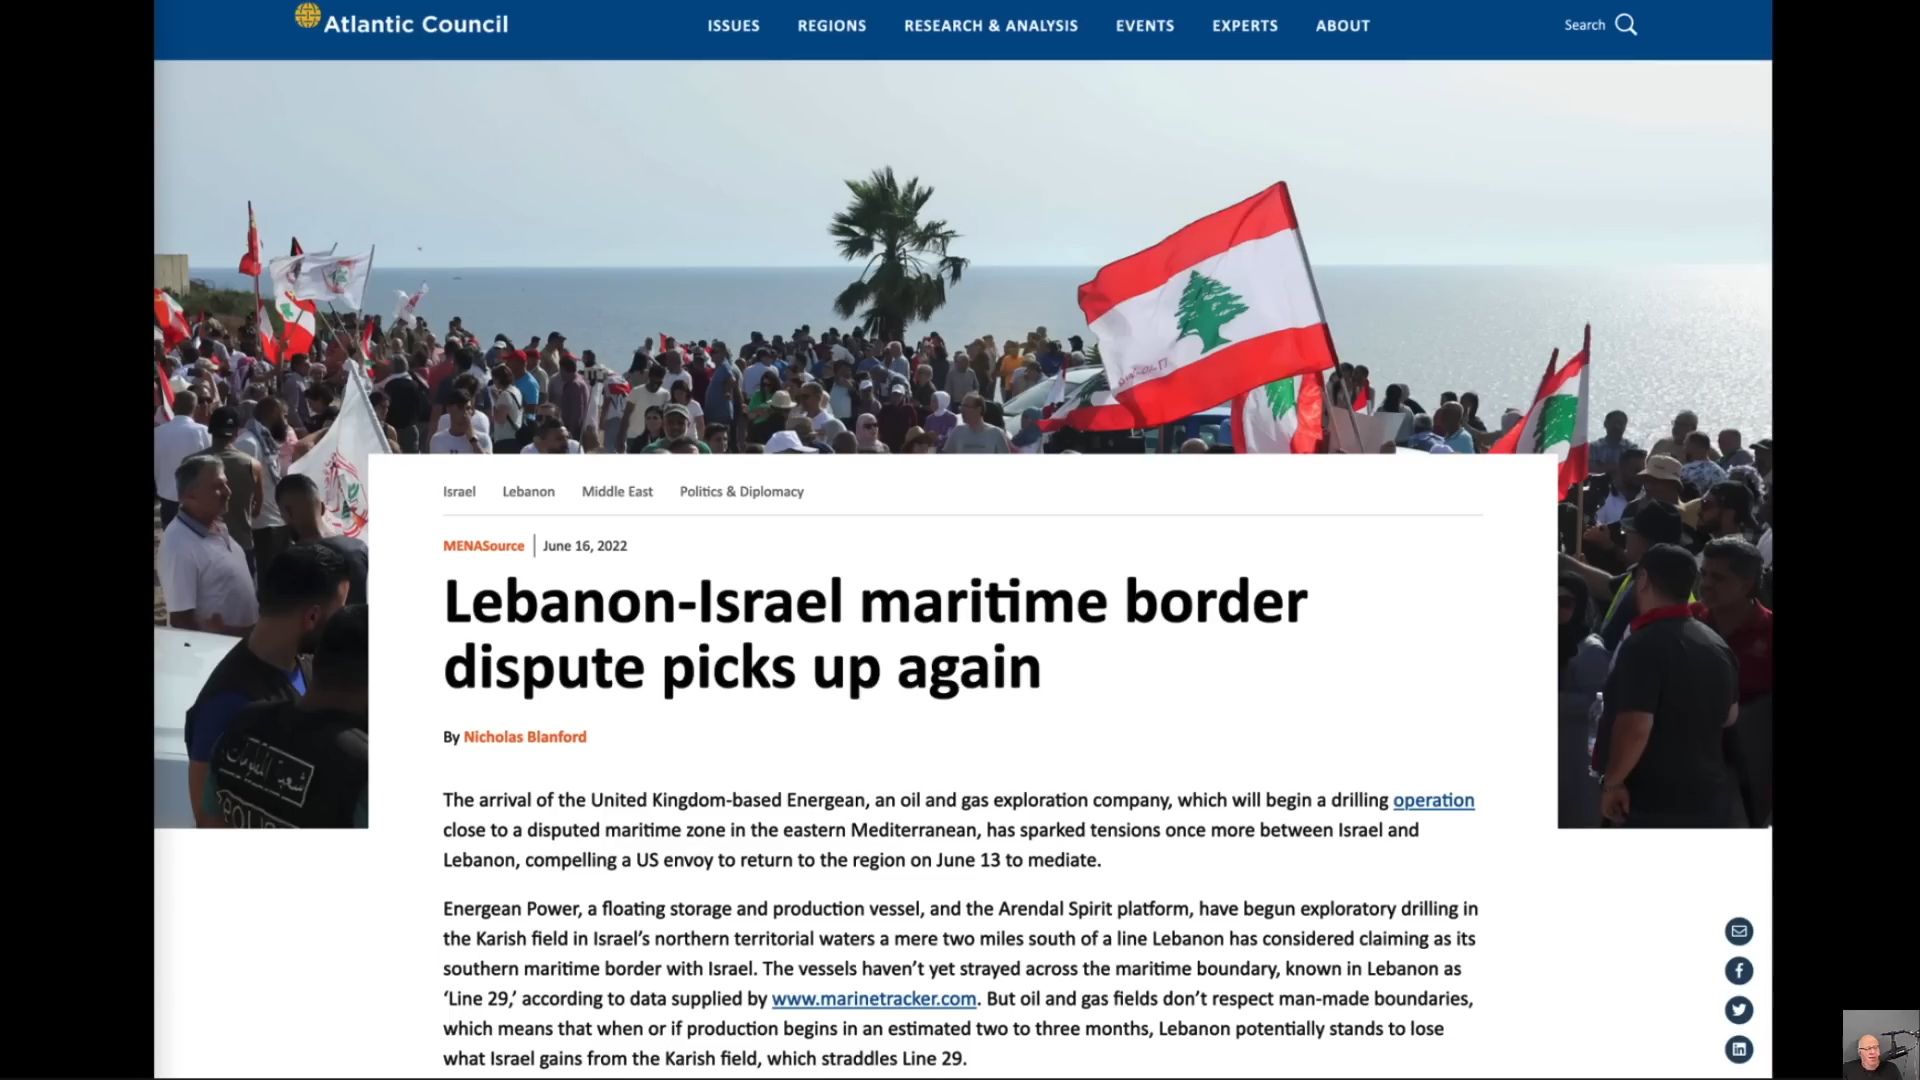 Atlantic Council
ISSUES REGIONS RESEARCH & ANALYSIS EVENTS EXPERTS ABOUT
Search
شعبة المعلومات
POLICE
Israel Lebanon Middle East Politics & Diplomacy
MENASource | June 16, 2022
Lebanon-Israel maritime border
dispute picks up again
By Nicholas Blanford
The arrival of the United Kingdom-based Energean, an oil and gas exploration company, which will begin a drilling operation
close to a disputed maritime zone in the eastern Mediterranean, has sparked tensions once more between Israel and
Lebanon, compelling a US envoy to return to the region on June 13 to mediate.
Energean Power, a floating storage and production vessel, and the Arendal Spirit platform, have begun exploratory drilling in
the Karish field in Israel’s northern territorial waters a mere two miles south of a line Lebanon has considered claiming as its
southern maritime border with Israel. The vessels haven’t yet strayed across the maritime boundary, known in Lebanon as
‘Line 29,’ according to data supplied by www.marinetracker.com. But oil and gas fields don’t respect man-made boundaries,
which means that when or if production begins in an estimated two to three months, Lebanon potentially stands to lose
what Israel gains from the Karish field, which straddles Line 29.